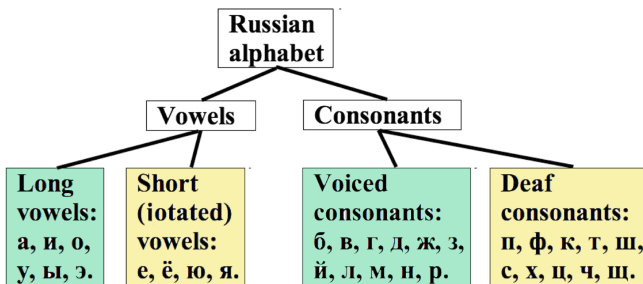 Russian
alphabet
Vowels
Consonants
Long
vowels:
а, и, о,
у, ы, э.
Short
(iotated)
vowels:
е, ё, ю, я.
Voiced
consonants:
б, в, г, д, ж, з,
й, л, м, н, р.
Deaf
consonants:
п, ф, к, т, ш,
с, х, ц, ч, щ.